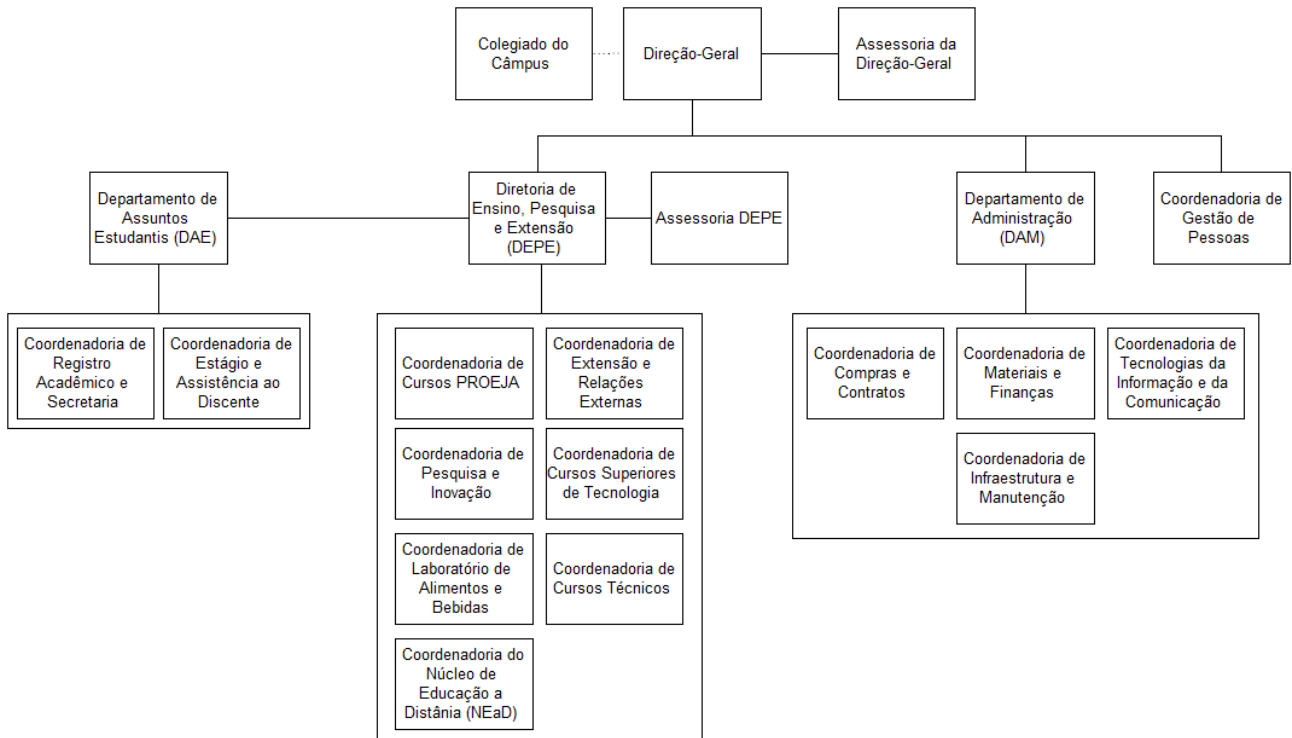 Colegiado do
Câmpus
Direção-Geral
Assessoria da
Direção-Geral
Departamento de
Assuntos
Estudantis (DAE)
Diretoria de
Ensino, Pesquisa
e Extensão
(DEPE)
Assessoria DEPE
Departamento de
Administração
(DAM)
Coordenadoria de
Gestão de
Pessoas
Coordenadoria de
Registro
Acadêmico e
Secretaria
Coordenadoria de
Estágio e
Assistência ao
Discente
Coordenadoria de
Cursos PROEJA
Coordenadoria de
Extensão e
Relações
Externas
Coordenadoria de
Pesquisa e
Inovação
Coordenadoria de
Cursos Superiores
de Tecnologia
Coordenadoria de
Laboratório de
Alimentos e
Bebidas
Coordenadoria de
Cursos Técnicos
Coordenadoria do
Núcleo de
Educação a
Distânia (NEaD)
Coordenadoria de
Compras e
Contratos
Coordenadoria de
Materiais e
Finanças
Coordenadoria de
Tecnologias da
Informação e da
Comunicação
Coordenadoria de
Infraestrutura e
Manutenção